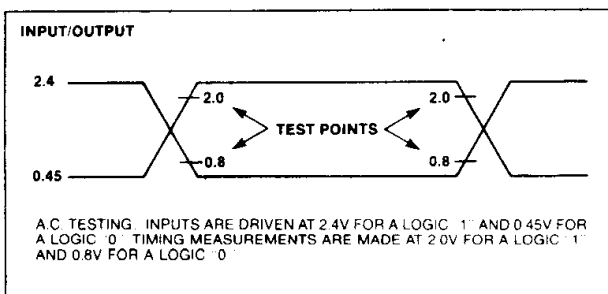 INPUT/OUTPUT
2.4
2.0
2.0
TEST POINTS
0.8
0.8
0.45
A.C. TESTING: INPUTS ARE DRIVEN AT 2.4V FOR A LOGIC "1" AND 0.45V FOR
A LOGIC "0". TIMING MEASUREMENTS ARE MADE AT 2.0V FOR A LOGIC "1"
AND 0.8V FOR A LOGIC "0".